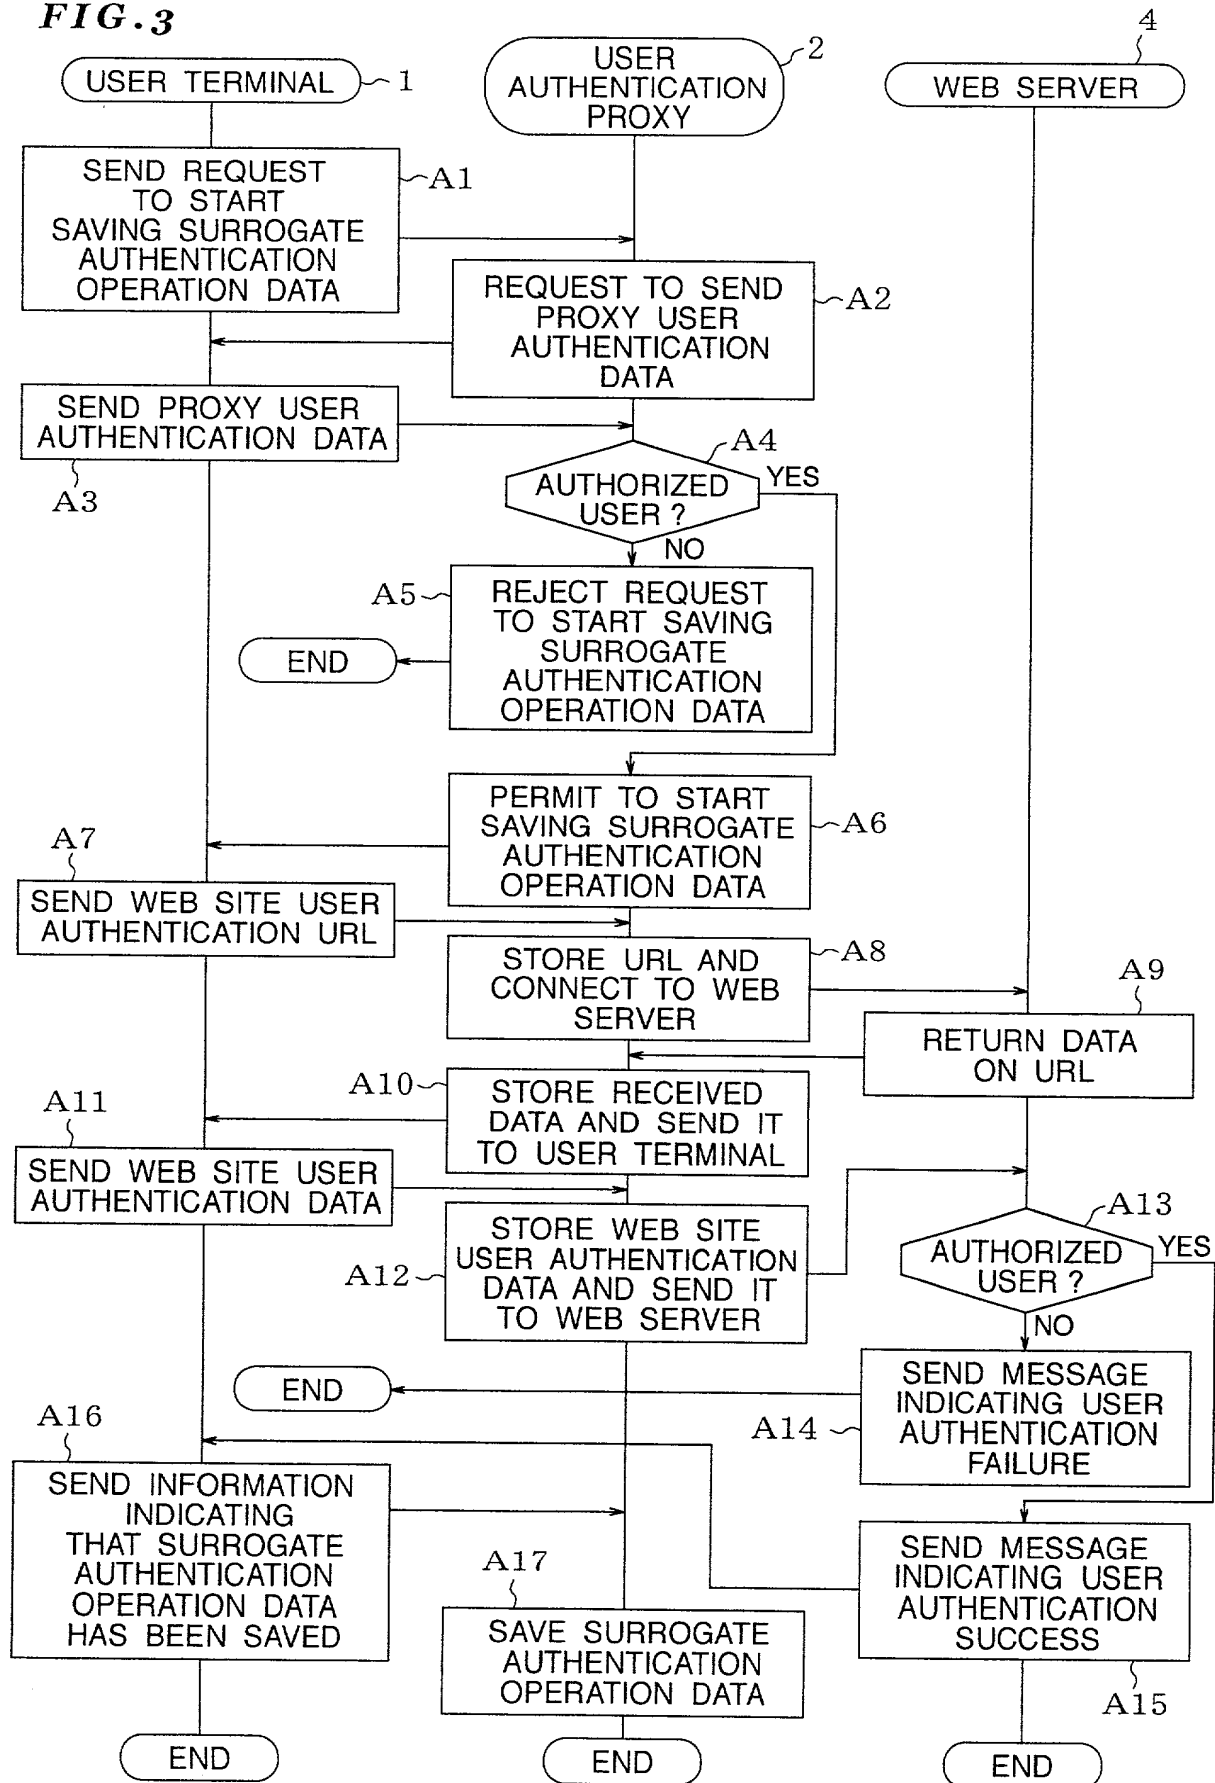 FIG.3
USER TERMINAL
1
USER
AUTHENTICATION
PROXY
2
WEB SERVER
4
SEND REQUEST
TO START
SAVING SURROGATE
AUTHENTICATION
OPERATION DATA
A1
REQUEST TO SEND
PROXY USER
AUTHENTICATION
DATA
A2
SEND PROXY USER
AUTHENTICATION DATA
A3
A4
AUTHORIZED
USER ?
YES
NO
A5
REJECT REQUEST
TO START SAVING
SURROGATE
AUTHENTICATION
OPERATION DATA
END
PERMIT TO START
SAVING SURROGATE
AUTHENTICATION
OPERATION DATA
A6
A7
SEND WEB SITE USER
AUTHENTICATION URL
STORE URL AND
CONNECT TO WEB
SERVER
A8
A9
RETURN DATA
ON URL
A10
STORE RECEIVED
DATA AND SEND IT
TO USER TERMINAL
A11
SEND WEB SITE USER
AUTHENTICATION DATA
A12
STORE WEB SITE
USER AUTHENTICATION
DATA AND SEND IT
TO WEB SERVER
A13
AUTHORIZED
USER ?
YES
NO
END
A14
SEND MESSAGE
INDICATING USER
AUTHENTICATION
FAILURE
A16
SEND INFORMATION
INDICATING
THAT SURROGATE
AUTHENTICATION
OPERATION DATA
HAS BEEN SAVED
A17
SAVE SURROGATE
AUTHENTICATION
OPERATION DATA
SEND MESSAGE
INDICATING USER
AUTHENTICATION
SUCCESS
A15
END
END
END